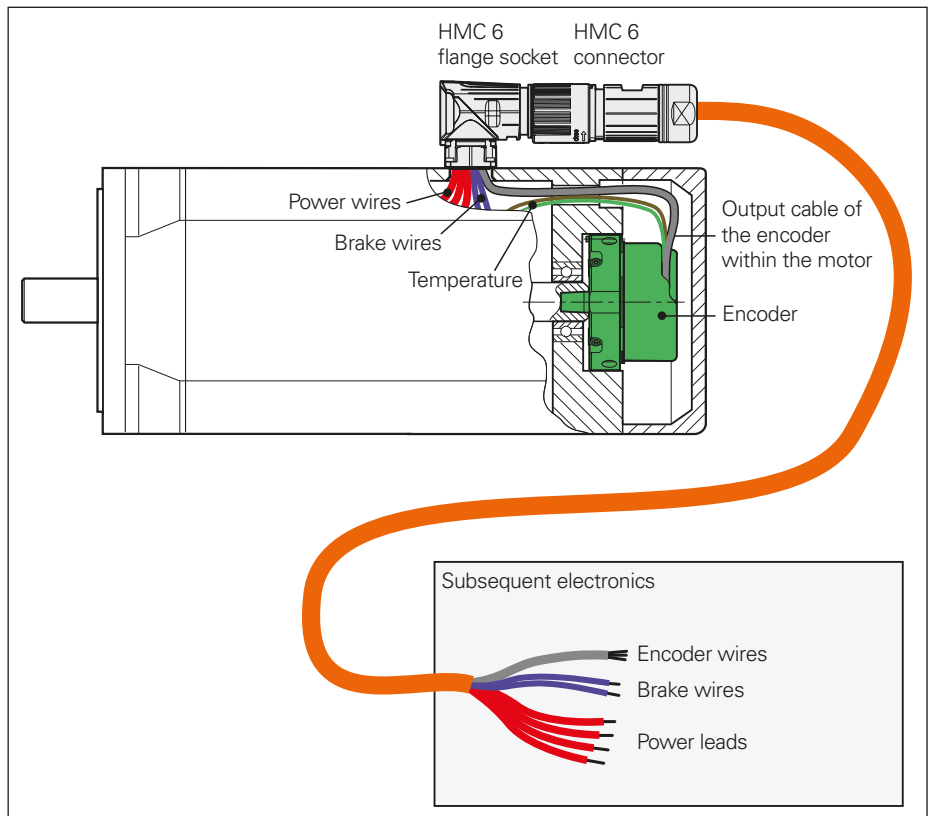 HMC 6
flange socket
HMC 6
connector
Power wires
Brake wires
Temperature
Output cable of
the encoder
within the motor
Encoder
Subsequent electronics
Encoder wires
Brake wires
Power leads